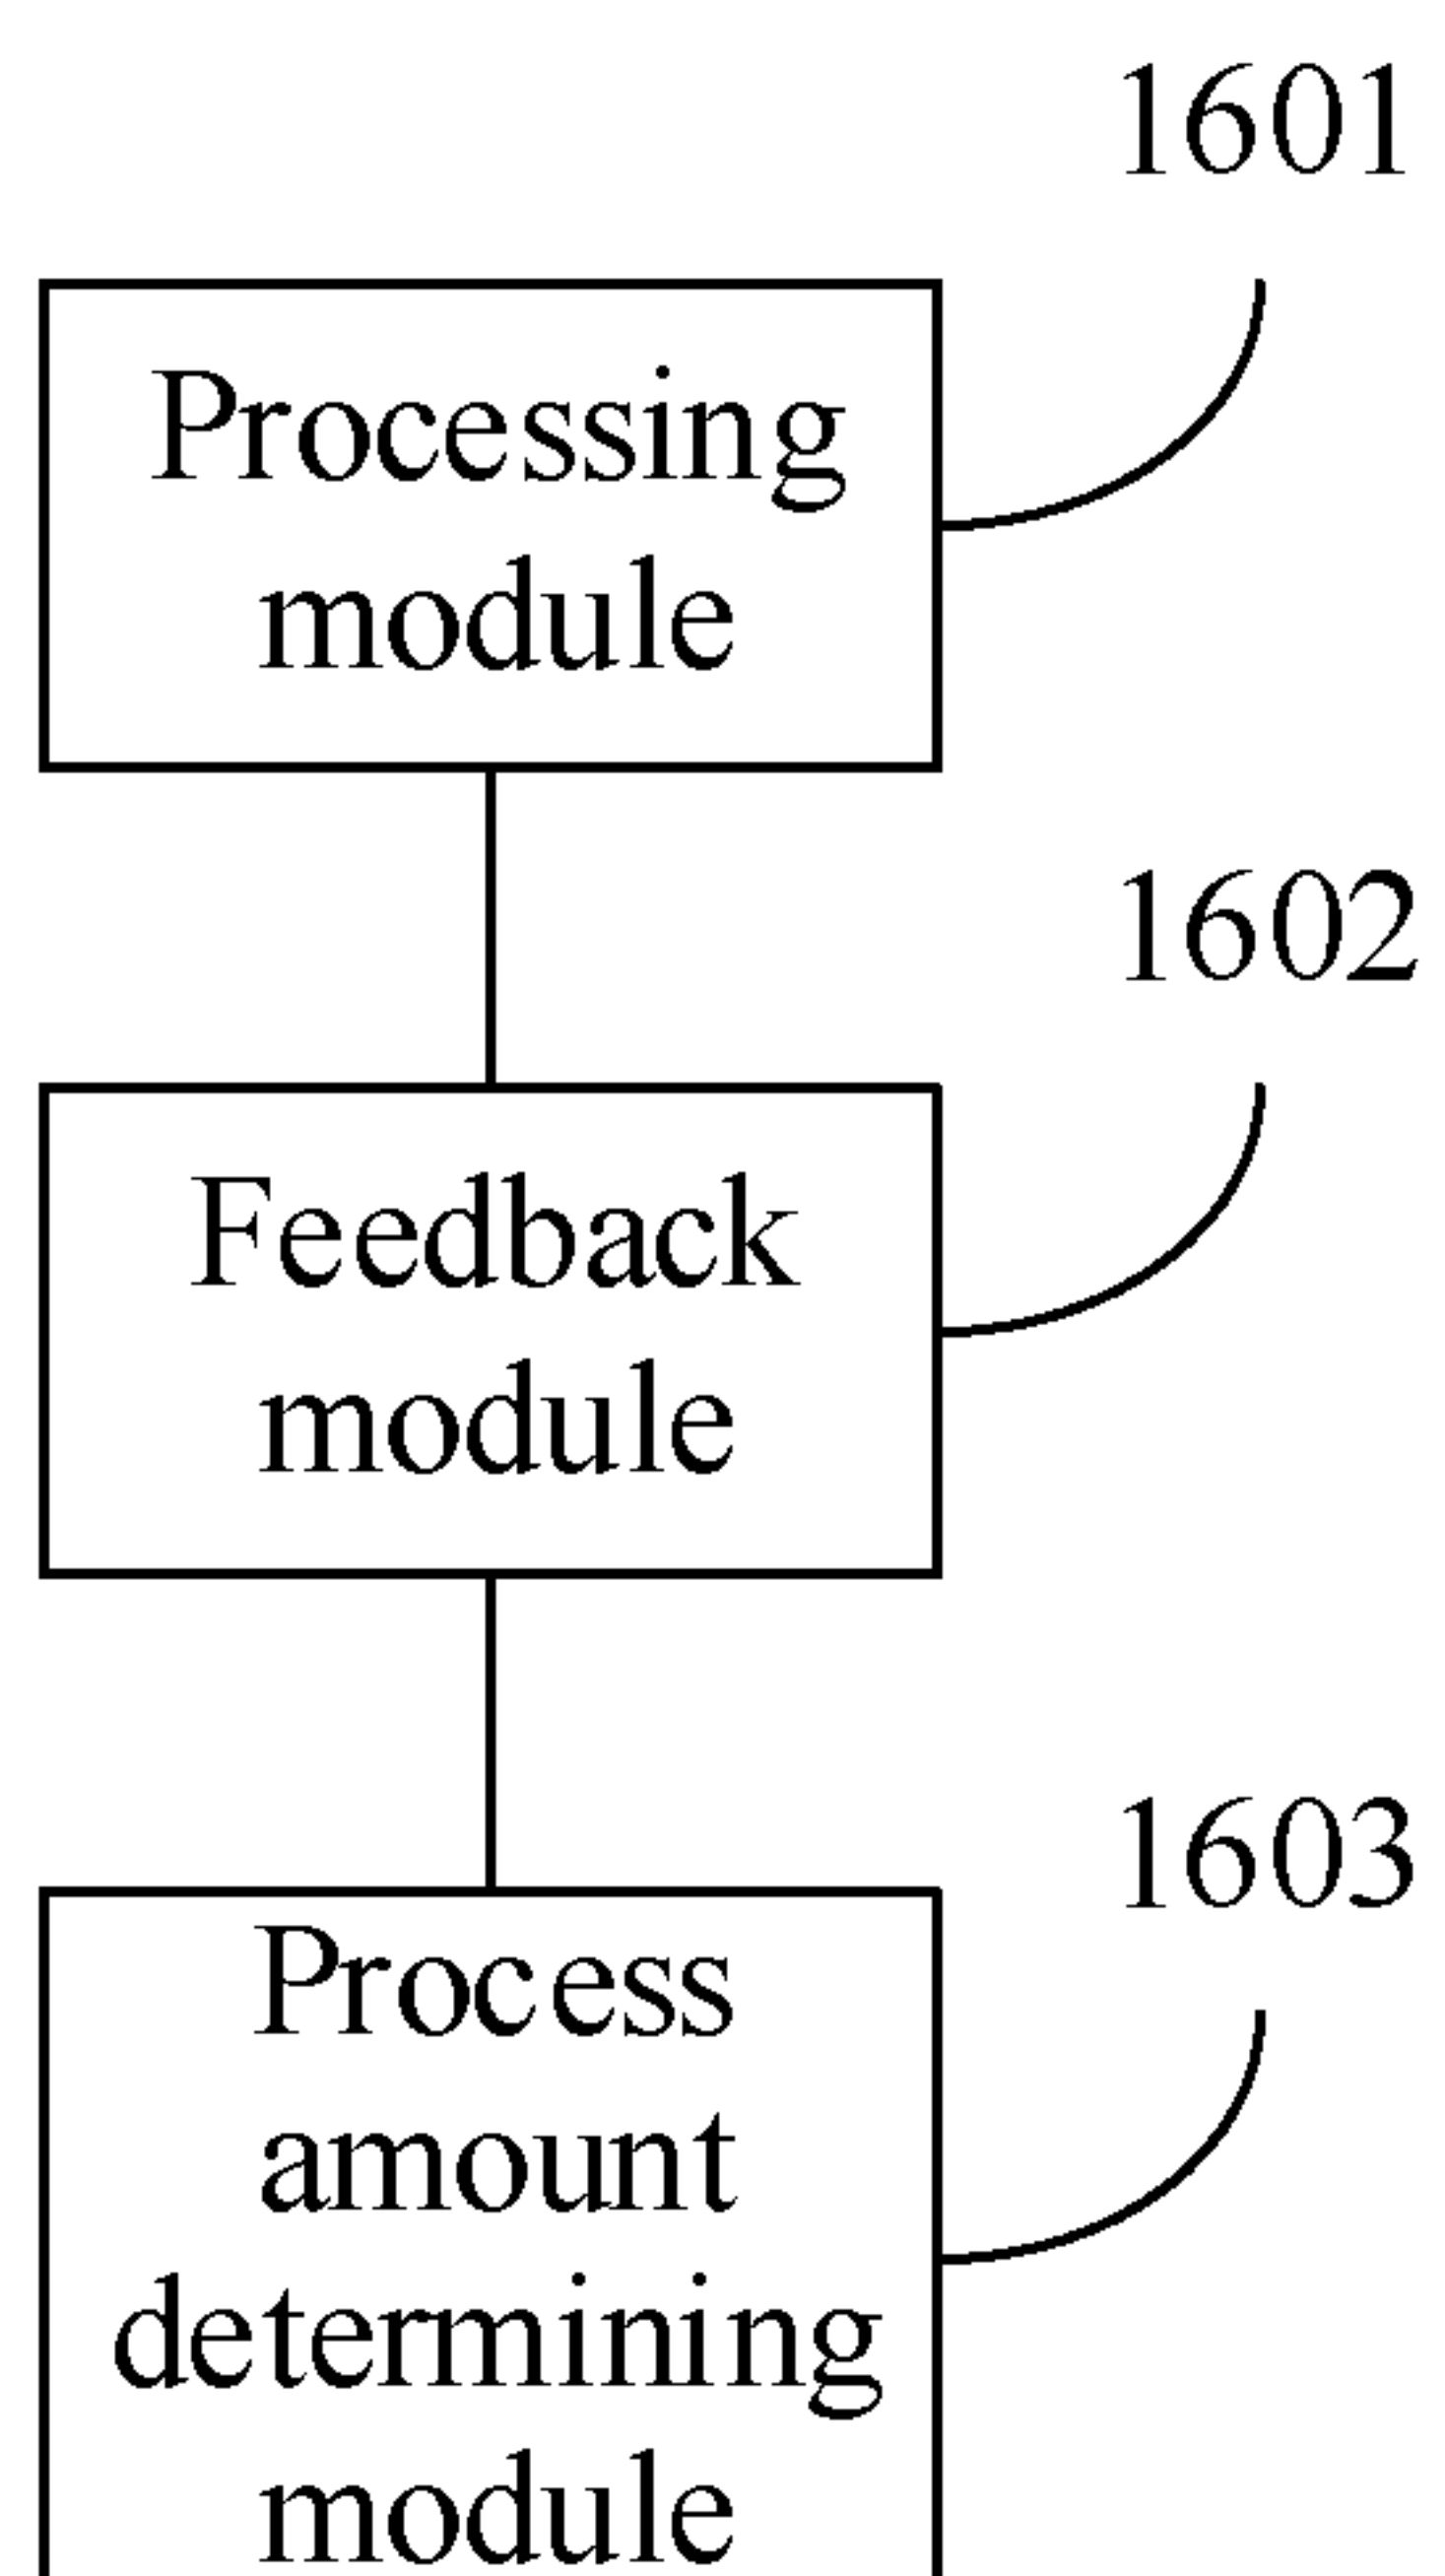 1601
Processing
module
1602
Feedback
module
1603
Process
amount
determining
module